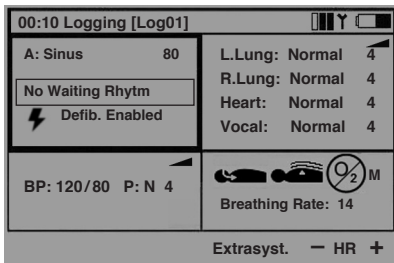 00:10 Logging [Log01]
A: Sinus 80
No Waiting Rhytm
Defib. Enabled
L.Lung: Normal 4
R.Lung: Normal 4
Heart: Normal 4
Vocal: Normal 4
BP: 120/80 P: N 4
O2 M
Breathing Rate: 14
Extrasyst. − HR +